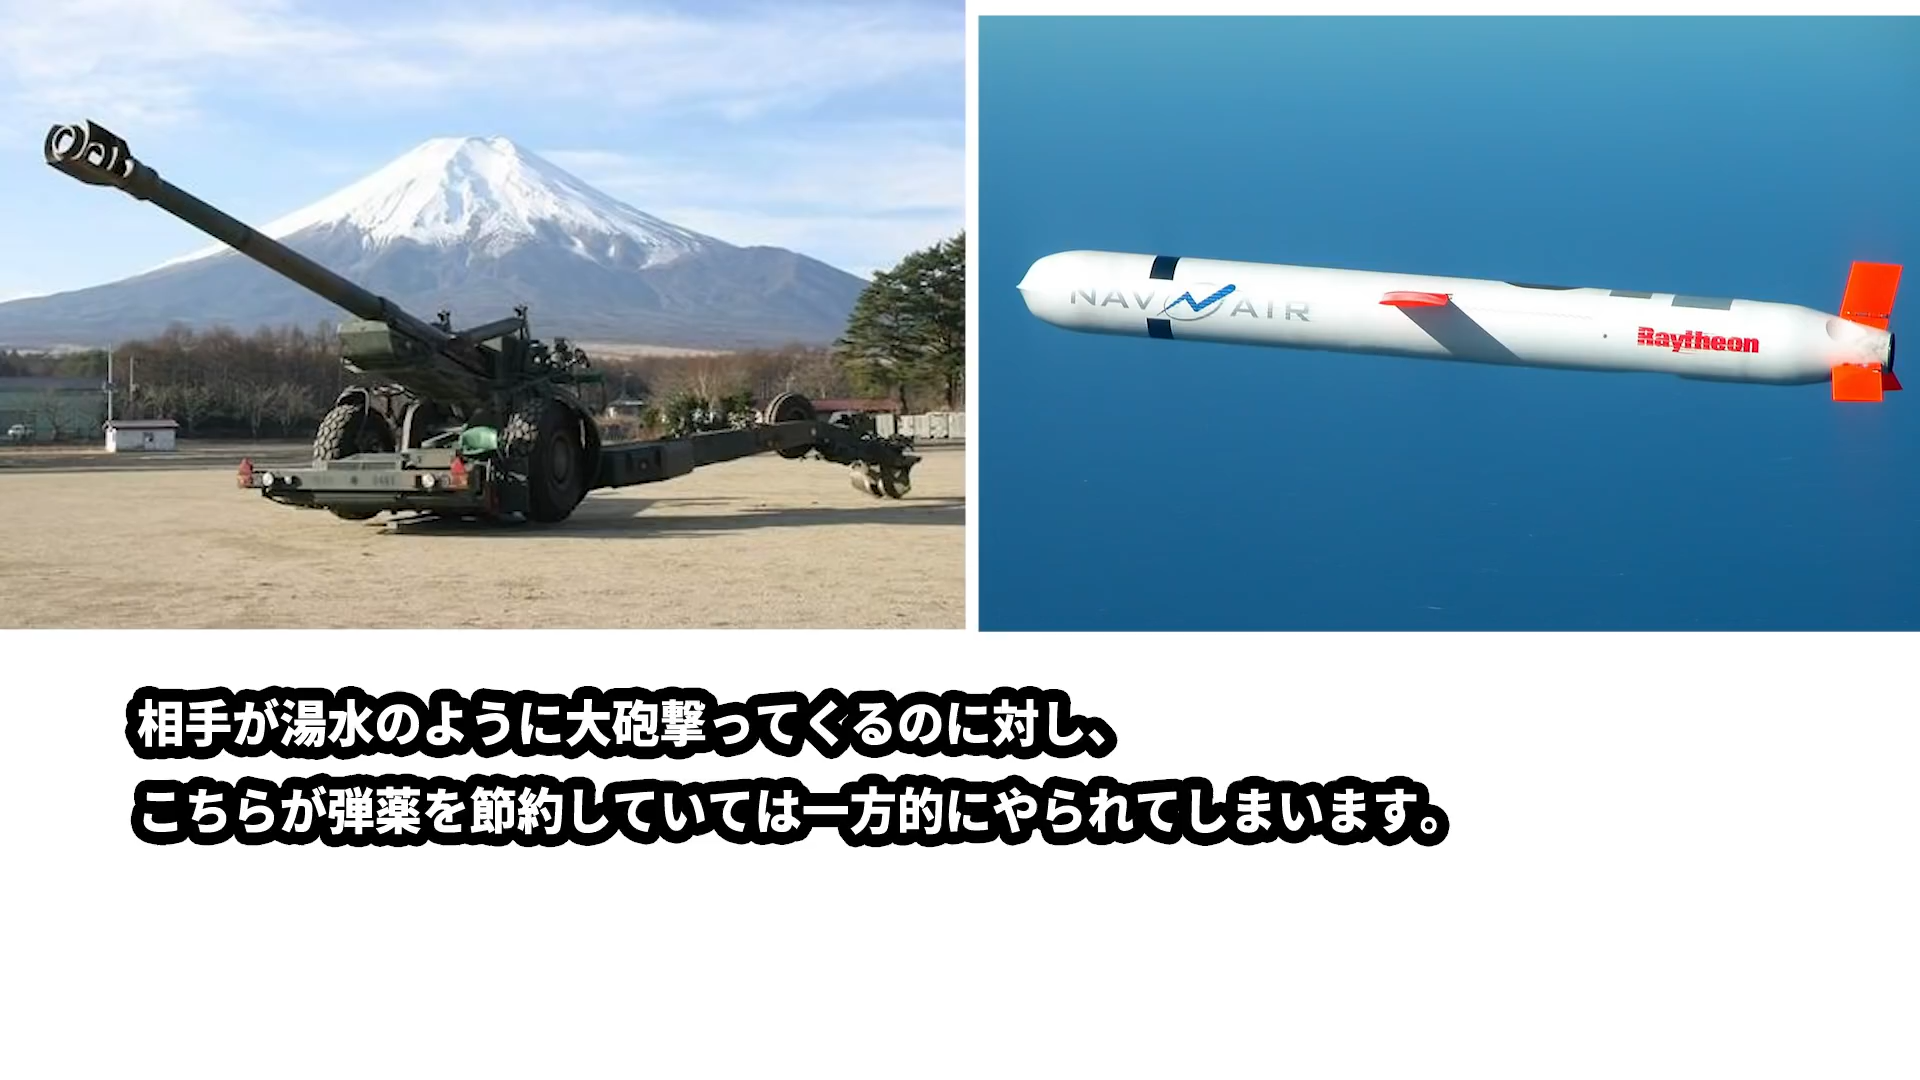 NAVAIR
Raytheon
相手が湯水のように大砲撃ってくるのに対し、
こちらが弾薬を節約していては一方的にやられてしまいます。